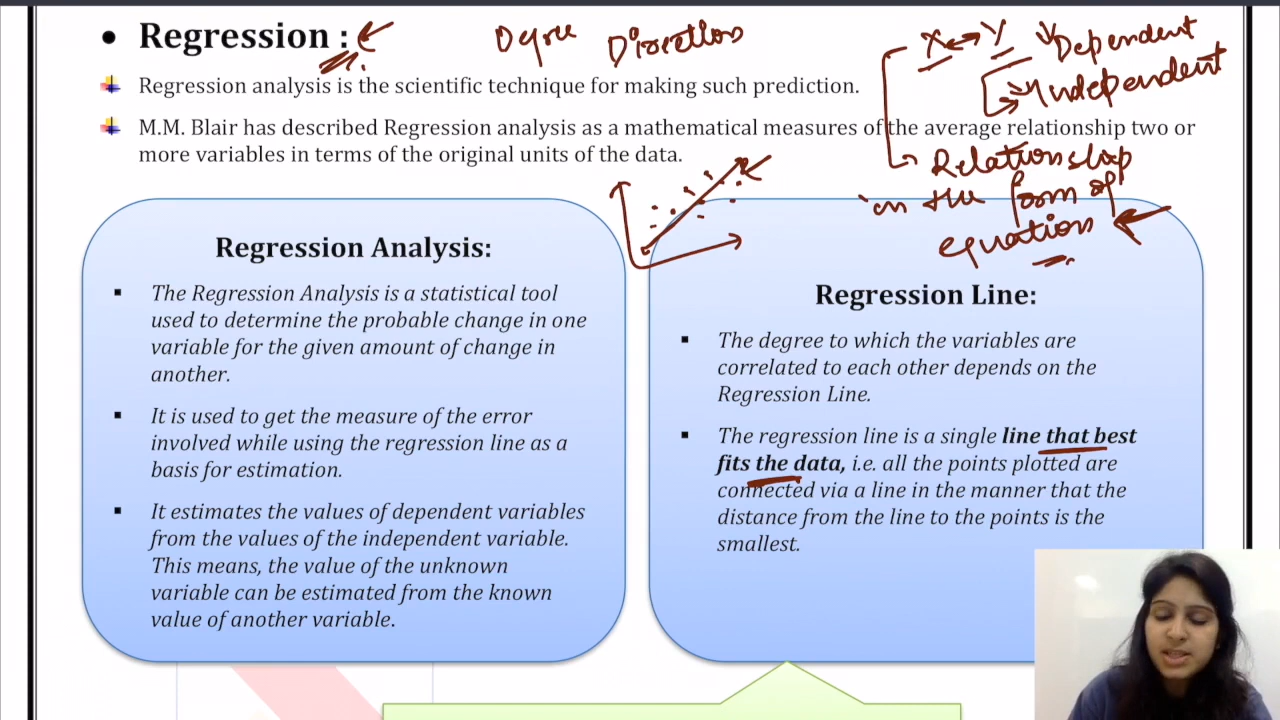 • Regression :
Degree Direction
X ↔ Y
Dependent
Independent
Regression analysis is the scientific technique for making such prediction.
M.M. Blair has described Regression analysis as a mathematical measures of the average relationship two or
more variables in terms of the original units of the data.
Relationship
in the form of
equation
Regression Analysis:
▪ The Regression Analysis is a statistical tool
used to determine the probable change in one
variable for the given amount of change in
another.
▪ It is used to get the measure of the error
involved while using the regression line as a
basis for estimation.
▪ It estimates the values of dependent variables
from the values of the independent variable.
This means, the value of the unknown
variable can be estimated from the known
value of another variable.
Regression Line:
▪ The degree to which the variables are
correlated to each other depends on the
Regression Line.
▪ The regression line is a single line that best
fits the data, i.e. all the points plotted are
connected via a line in the manner that the
distance from the line to the points is the
smallest.